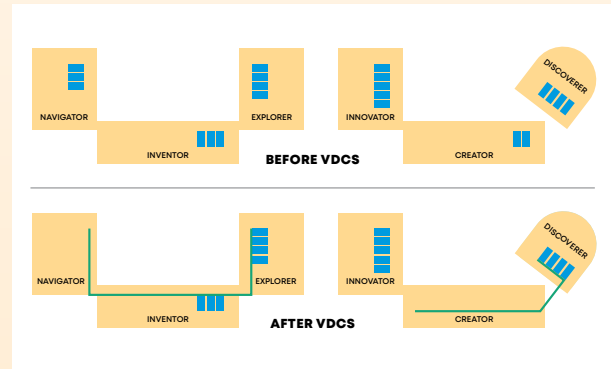 DISCOVERER
NAVIGATOR
EXPLORER
INNOVATOR
INVENTOR
CREATOR
BEFORE VDCS
DISCOVERER
NAVIGATOR
EXPLORER
INNOVATOR
INVENTOR
CREATOR
AFTER VDCS